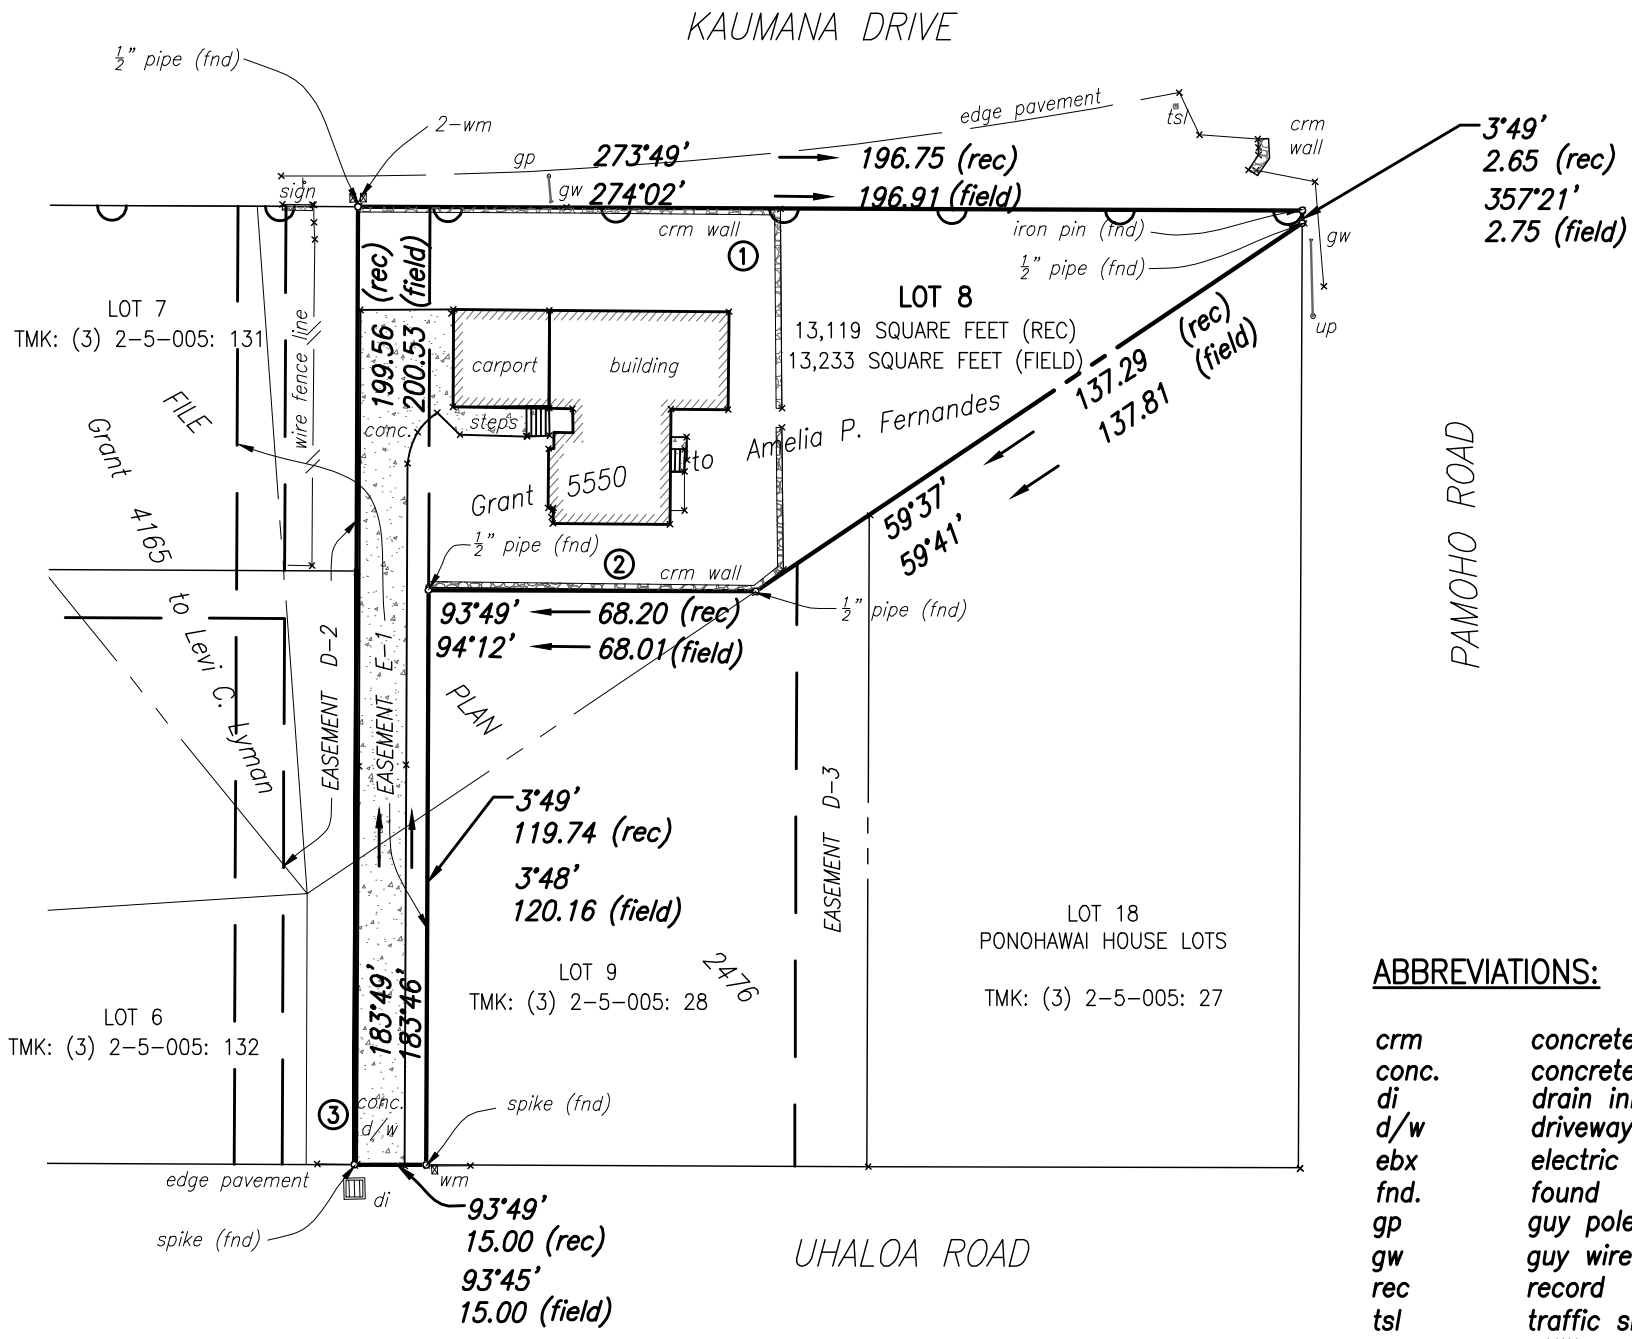 KAUMANA DRIVE
½" pipe (fnd)
2-wm
edge pavement
tsl
crm
wall
3°49'
2.65 (rec)
357°21'
2.75 (field)
gp
273°49' 196.75 (rec)
sign
gw
274°02' 196.91 (field)
crm wall
iron pin (fnd)
gw
½" pipe (fnd)
up
1
LOT 7
TMK: (3) 2-5-005: 131
wire fence line
199.56 (rec)
200.53 (field)
carport
building
LOT 8
13,119 SQUARE FEET (REC)
13,233 SQUARE FEET (FIELD)
137.29 (rec)
137.81 (field)
59°37'
59°41'
FILE
conc.
steps
Grant 5550 to Amelia P. Fernandes
Grant 4165 to Levi C. Lyman
PAMOHO ROAD
½" pipe (fnd)
2
crm wall
½" pipe (fnd)
93°49' 68.20 (rec)
94°12' 68.01 (field)
EASEMENT D-2
EASEMENT E-1
PLAN
EASEMENT D-3
3°49'
119.74 (rec)
3°48'
120.16 (field)
LOT 18
PONOHAWAI HOUSE LOTS
TMK: (3) 2-5-005: 27
2476
LOT 9
TMK: (3) 2-5-005: 28
183°49'
183°46'
LOT 6
TMK: (3) 2-5-005: 132
3
conc.
d/w
spike (fnd)
edge pavement
di
wm
spike (fnd)
93°49'
15.00 (rec)
93°45'
15.00 (field)
UHALOA ROAD
ABBREVIATIONS:
crm concrete
conc. concrete
di drain
d/w driveway
ebx electric
fnd. found
gp guy pole
gw guy wire
rec record
tsl traffic